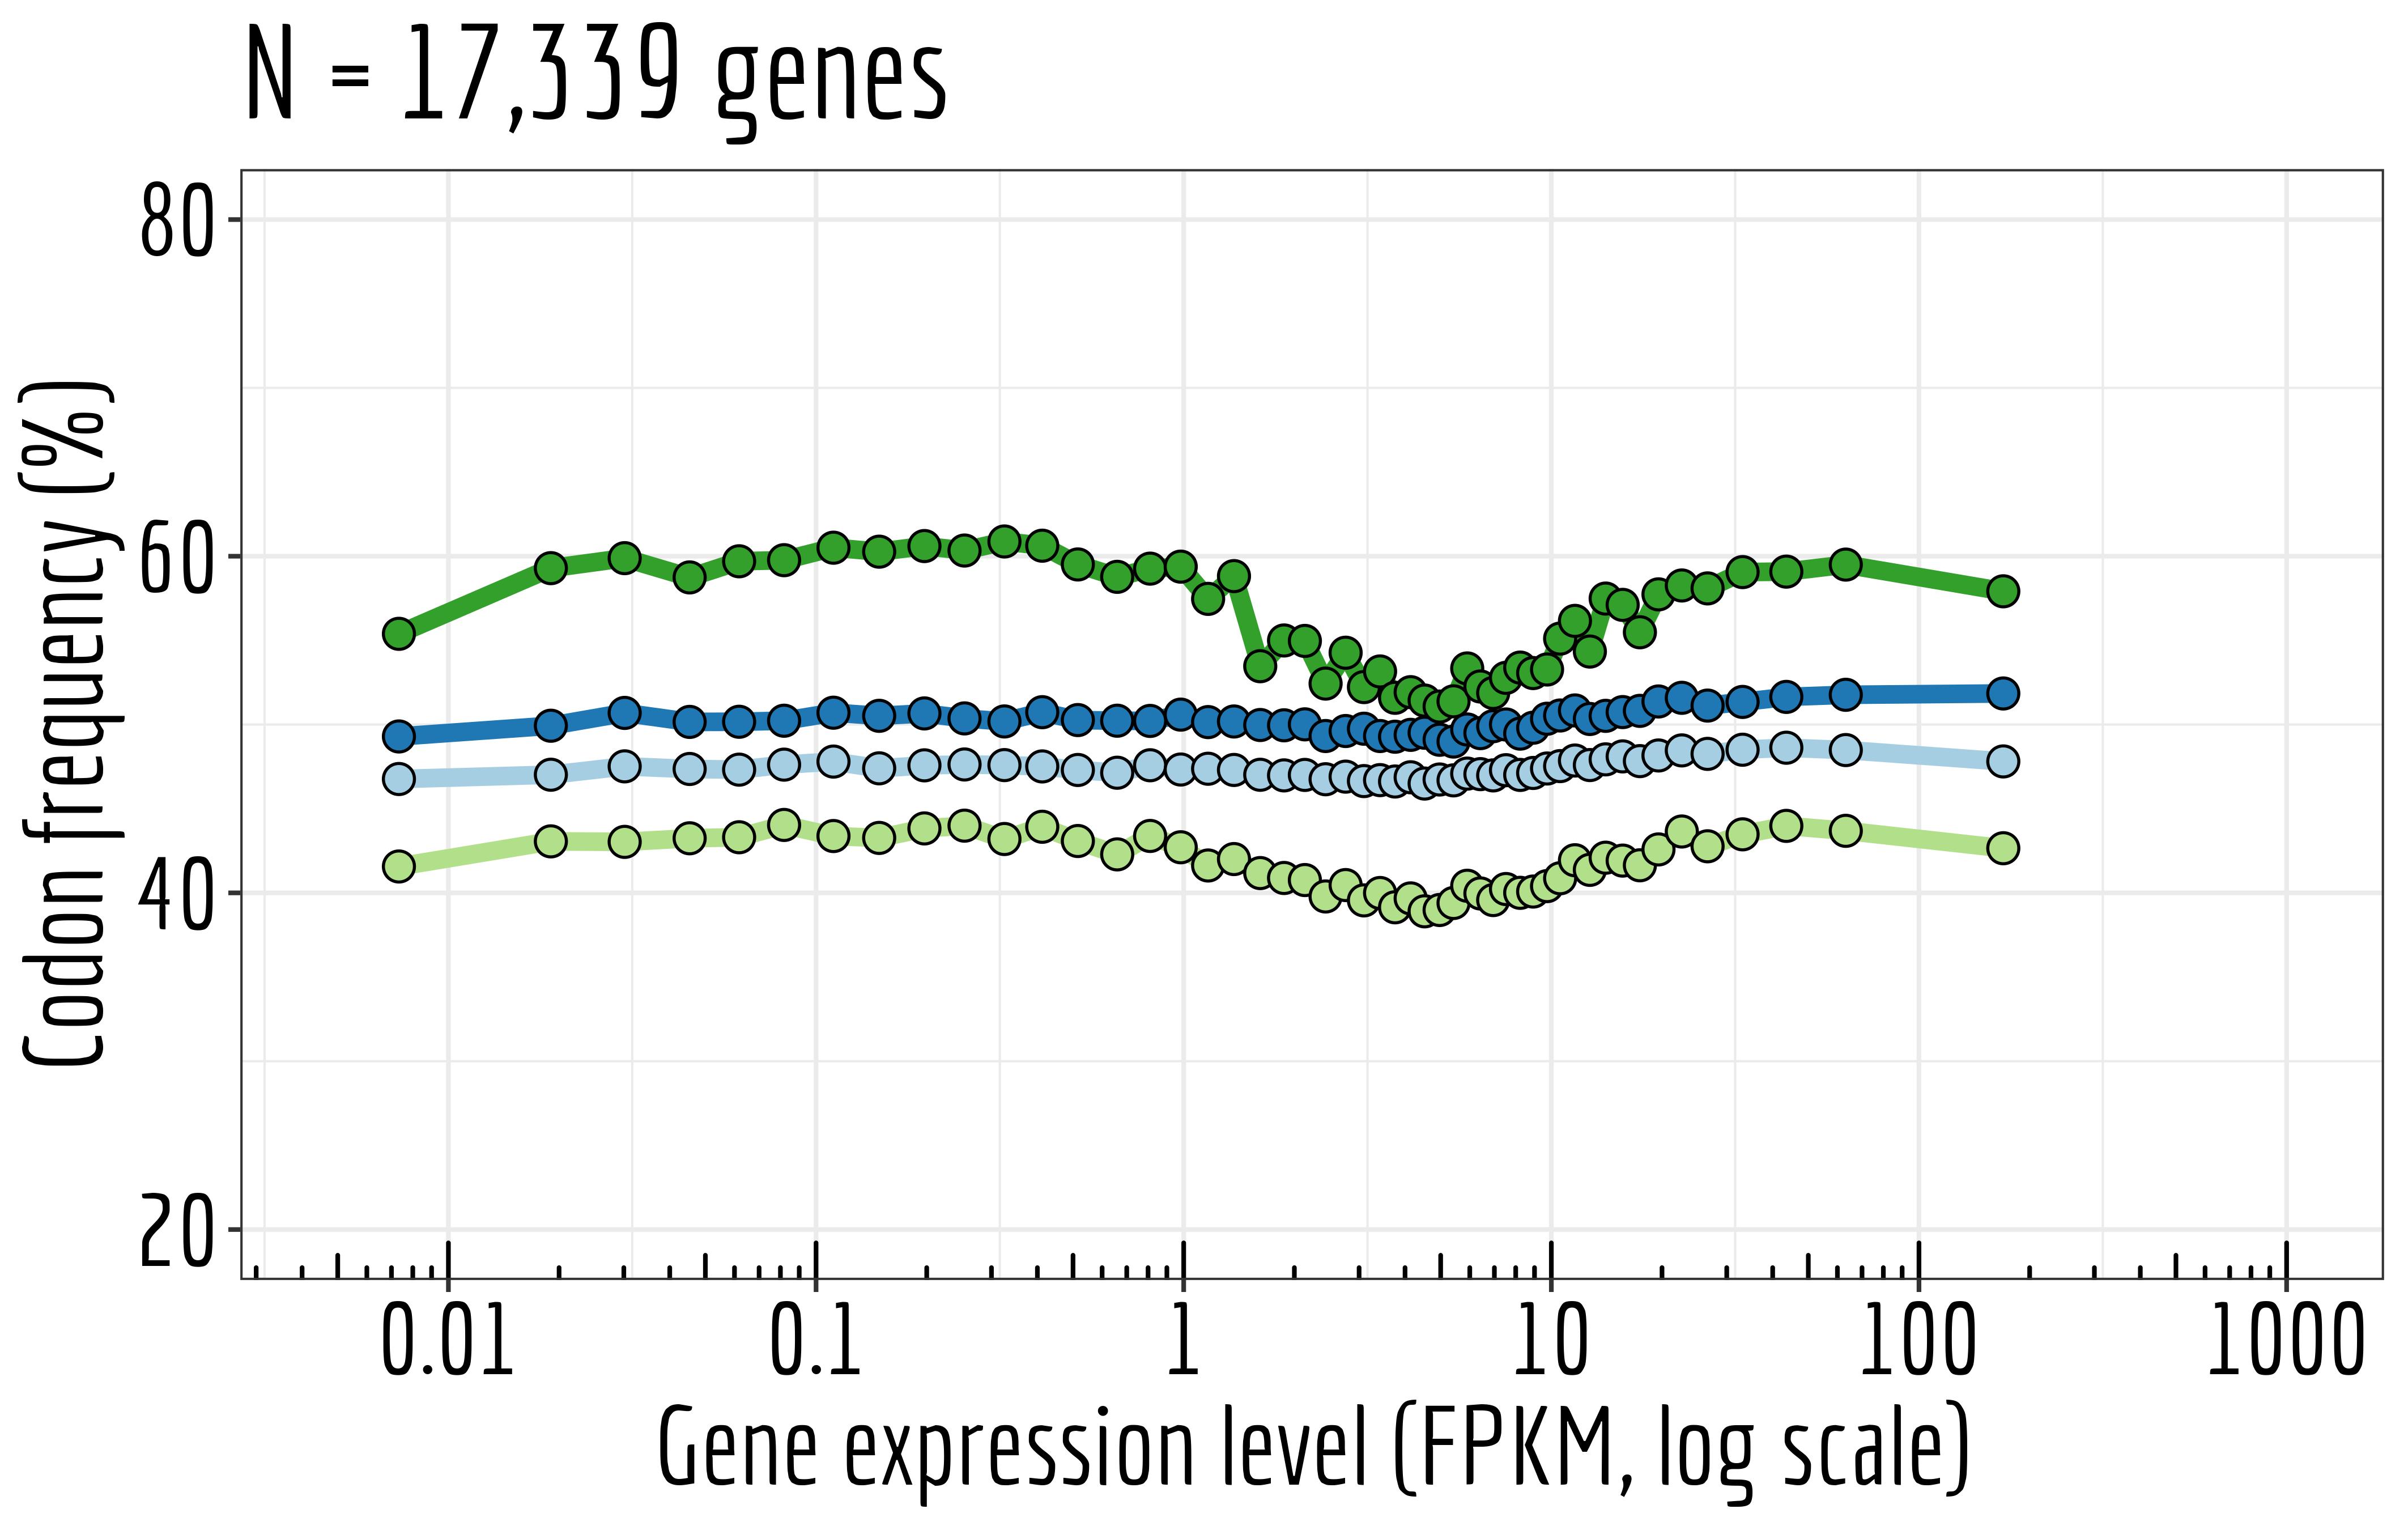 N = 17,339 genes
Codon frequency (%)
80
60
40
20
0.01 0.1 1 10 100 1000
Gene expression level (FPKM, log scale)